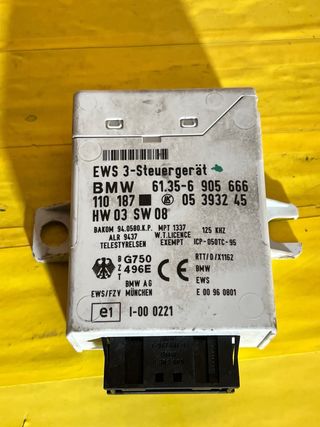 EWS 3-Steuergerät
BMW 61.35-6 905 666
110 187 05 3932 45
HW 03 SW 08
BAKOM 94.0580.K.P. MPT 1337 125 KHZ
ALR 9437 W.T.LICENCE ICP-050TC-95
TELESTYRELSEN EXEMPT
BZT G750 496E CE RTT/D/X1162
BMW AG BMW
EWS/FZV MÜNCHEN EWS
e1 I-00 0221 E 00 96 0801